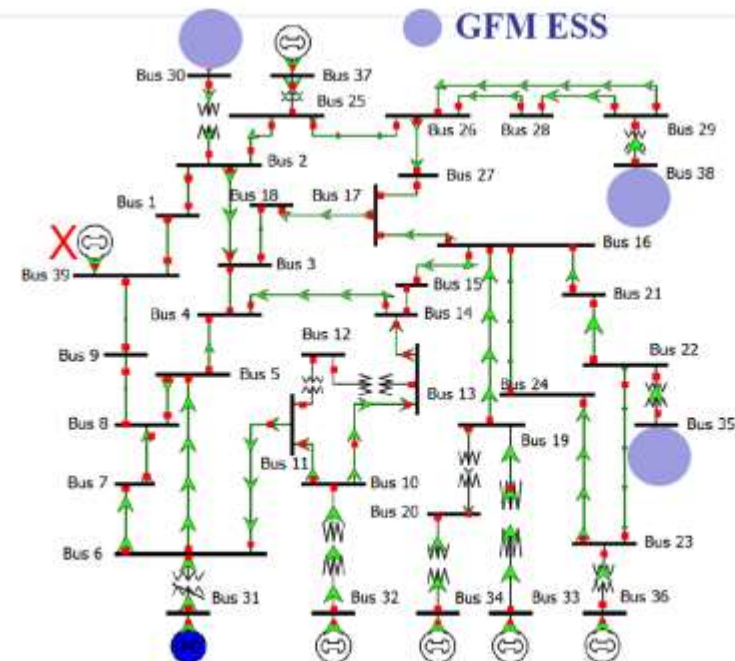 GFM ESS
Bus 30
Bus 37
Bus 25
Bus 26
Bus 28
Bus 29
Bus 2
Bus 38
Bus 27
Bus 18
Bus 17
Bus 1
X
Bus 16
Bus 39
Bus 3
Bus 15
Bus 21
Bus 4
Bus 14
Bus 12
Bus 9
Bus 5
Bus 22
Bus 13
Bus 24
Bus 8
Bus 35
Bus 19
Bus 11
Bus 7
Bus 10
Bus 20
Bus 23
Bus 6
Bus 31
Bus 32
Bus 34
Bus 33
Bus 36